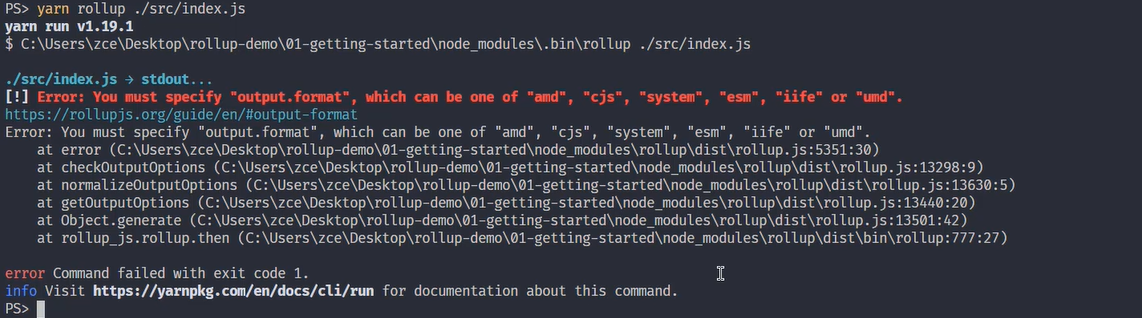 PS> yarn rollup ./src/index.js
yarn run v1.19.1
$ C:\Users\zce\Desktop\rollup-demo\01-getting-started\node_modules\.bin\rollup ./src/index.js
./src/index.js → stdout...
[!] Error: You must specify "output.format", which can be one of "amd", "cjs", "system", "esm", "iife" or "umd".
https://rollupjs.org/guide/en/#output-format
Error: You must specify "output.format", which can be one of "amd", "cjs", "system", "esm", "iife" or "umd".
    at error (C:\Users\zce\Desktop\rollup-demo\01-getting-started\node_modules\rollup\dist\rollup.js:5351:30)
    at checkOutputOptions (C:\Users\zce\Desktop\rollup-demo\01-getting-started\node_modules\rollup\dist\rollup.js:13298:9)
    at normalizeOutputOptions (C:\Users\zce\Desktop\rollup-demo\01-getting-started\node_modules\rollup\dist\rollup.js:13630:5)
    at getOutputOptions (C:\Users\zce\Desktop\rollup-demo\01-getting-started\node_modules\rollup\dist\rollup.js:13440:20)
    at Object.generate (C:\Users\zce\Desktop\rollup-demo\01-getting-started\node_modules\rollup\dist\rollup.js:13501:42)
    at rollup_js.rollup.then (C:\Users\zce\Desktop\rollup-demo\01-getting-started\node_modules\rollup\dist\bin\rollup:777:27)
error Command failed with exit code 1.
info Visit https://yarnpkg.com/en/docs/cli/run for documentation about this command.
PS>